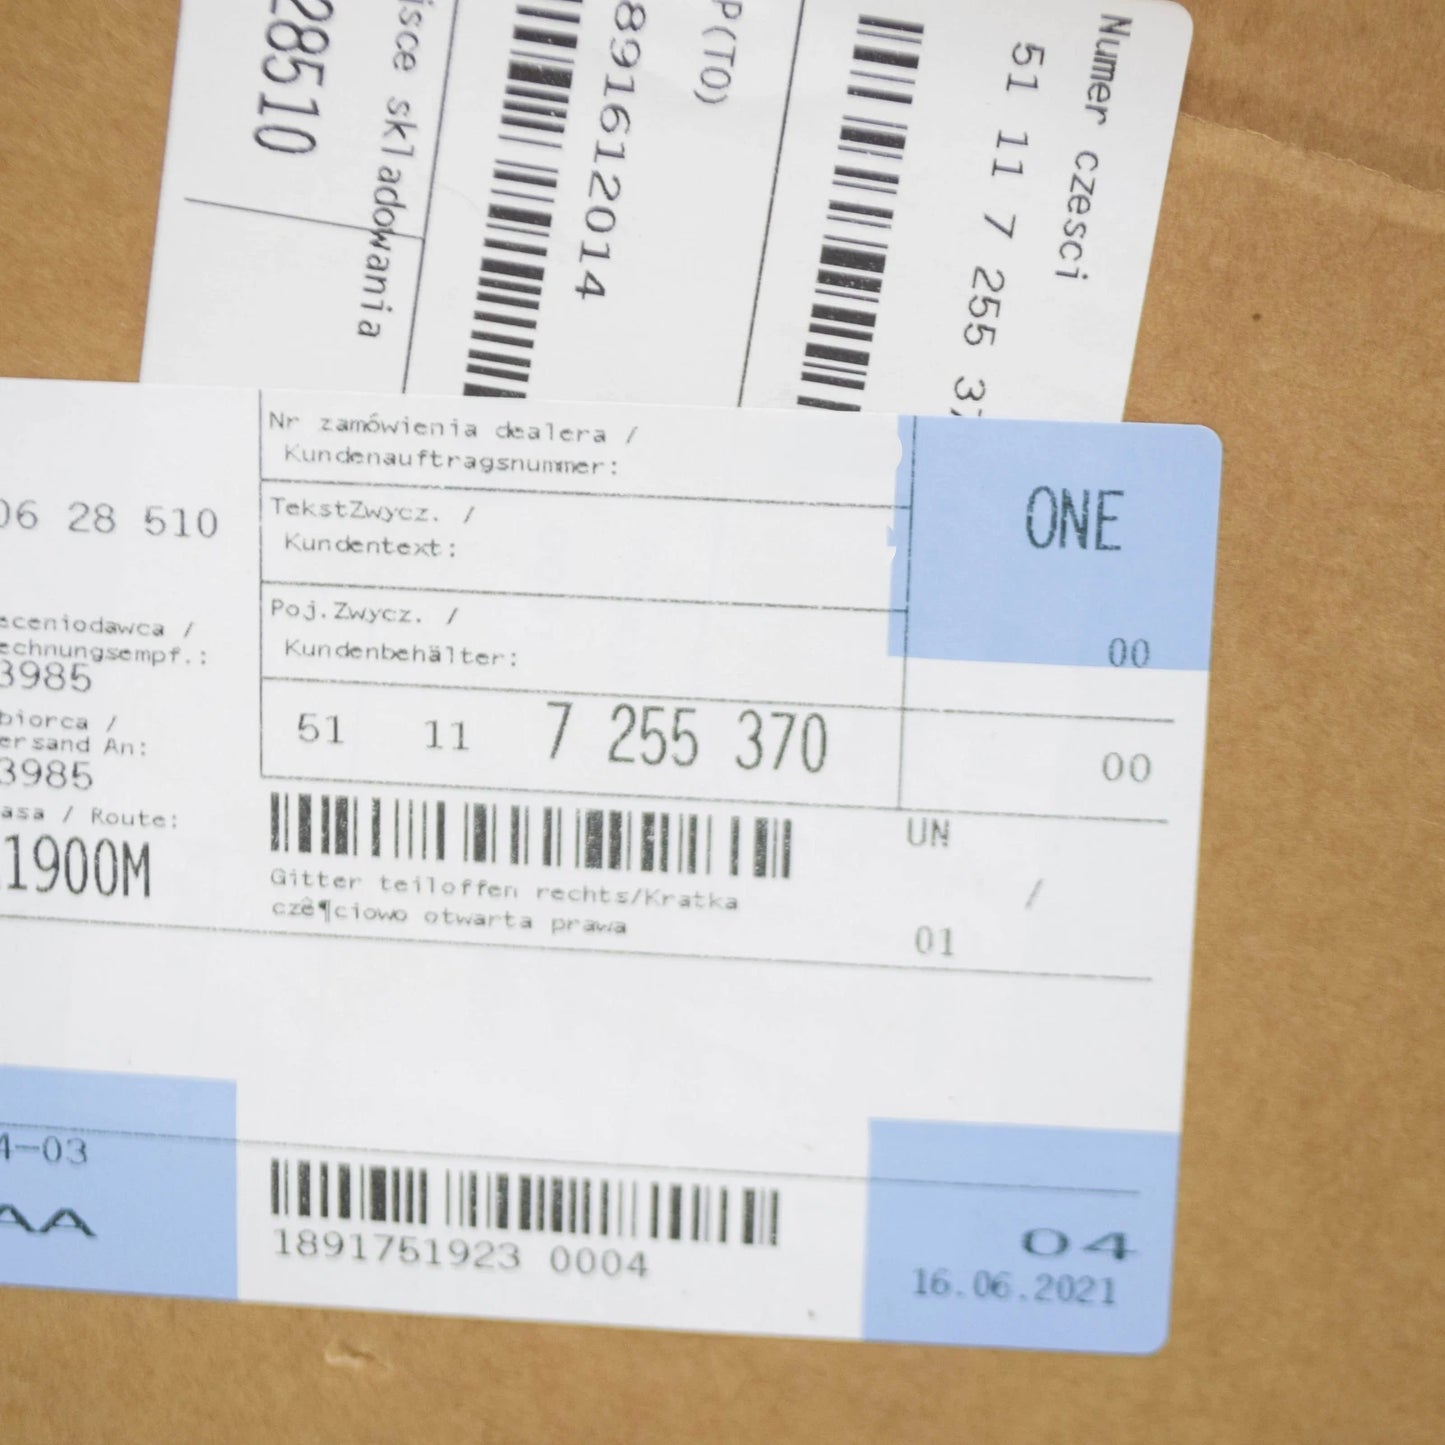 Numer czesci
51 11 7 255 37
P(TO)
891612014
isce skladowania
28510
Nr zamówienia dealera /
Kundenauftragsnummer:
TekstZwycz. /
Kundentext:
ONE
06 28 510
Poj.Zwycz. /
Kundenbehälter:
00
eceniodawca /
echnungsempf.:
3985
biorca /
ersand An:
3985
51 11 7 255 370
00
asa / Route:
1900M
UN /
Gitter teiloffen rechts/Kratka
czê¶ciowo otwarta prawa
01
4-03
AA
1891751923 0004
04
16.06.2021